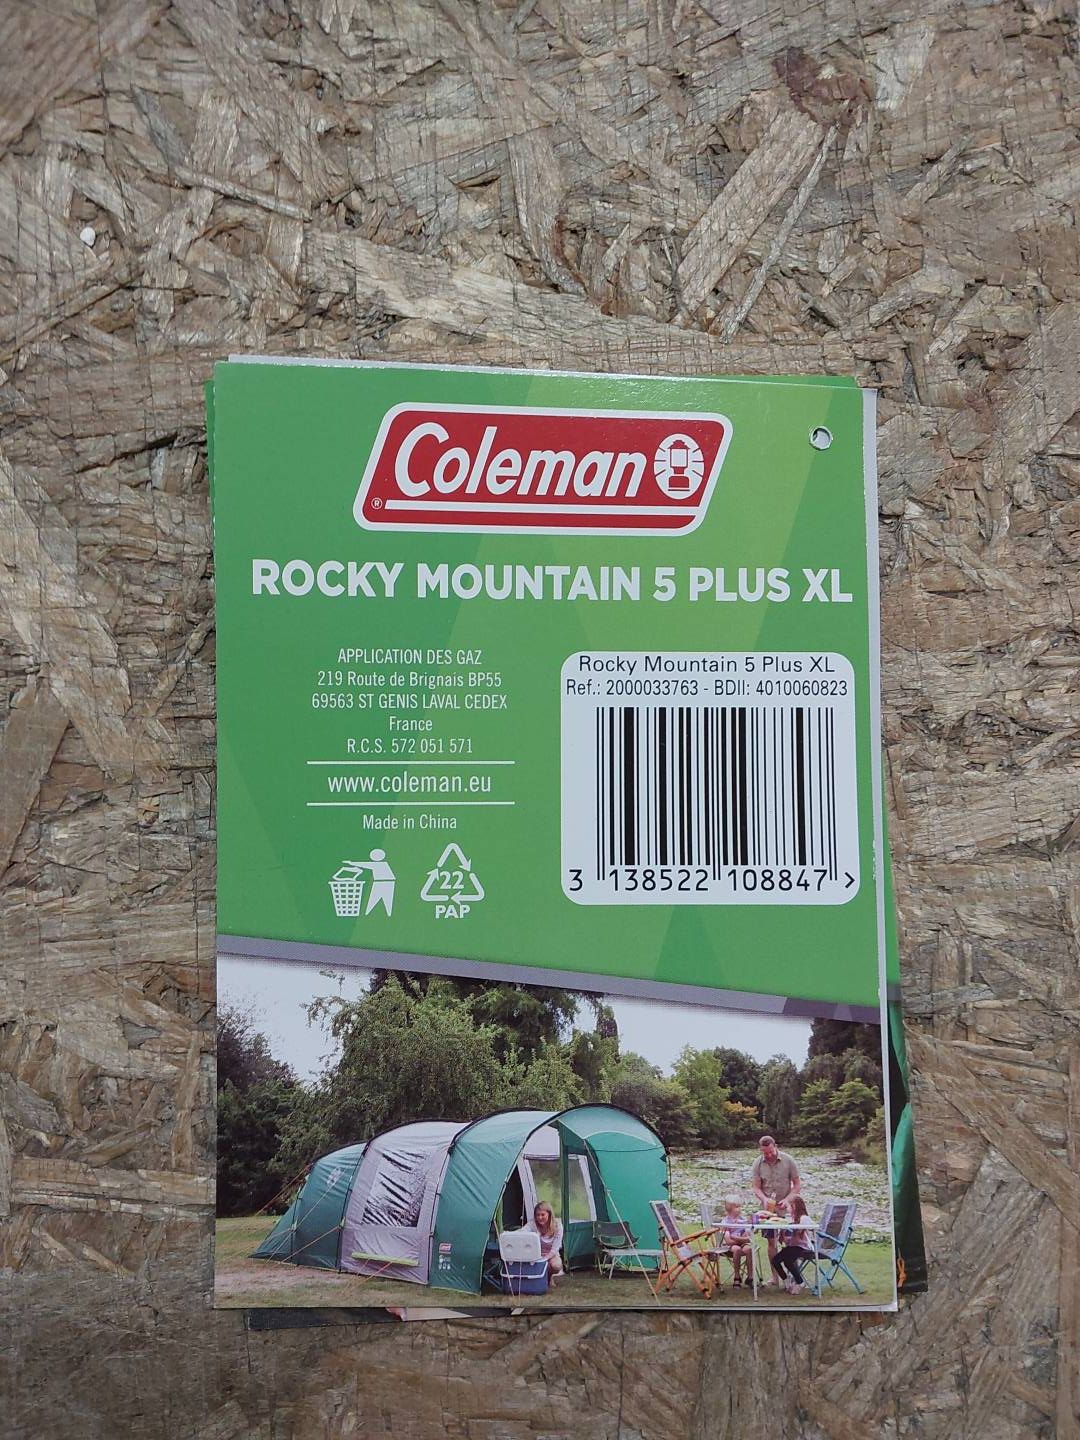 Coleman
®
ROCKY MOUNTAIN 5 PLUS XL
APPLICATION DES GAZ
219 Route de Brignais BP55
69563 ST GENIS LAVAL CEDEX
France
R.C.S. 572 051 571
www.coleman.eu
Made in China
22
PAP
Rocky Mountain 5 Plus XL
Ref.: 2000033763 - BDII: 4010060823
3 138522 108847 >